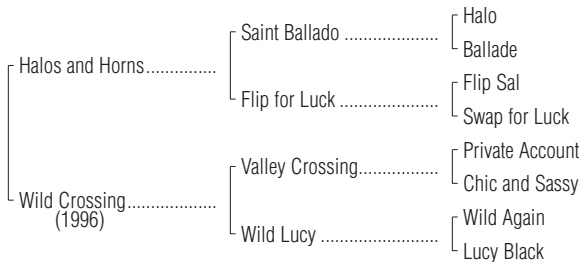 Halo
Saint Ballado ..................
Ballade
Halos and Horns...............
Flip Sal
Flip for Luck ...................
Swap for Luck
Private Account
Valley Crossing................
Chic and Sassy
Wild Crossing..................
(1996)
Wild Again
Wild Lucy .......................
Lucy Black